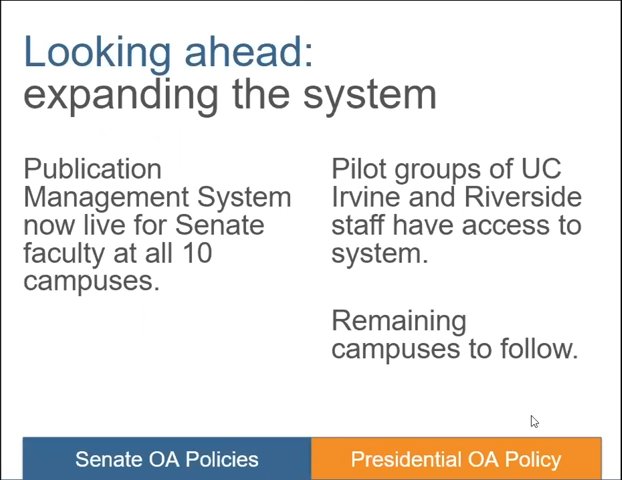 Looking ahead:
expanding the system
Publication
Management System
now live for Senate
faculty at all 10
campuses.
Pilot groups of UC
Irvine and Riverside
staff have access to
system.
Remaining
campuses to follow.
Senate OA Policies
Presidential OA Policy